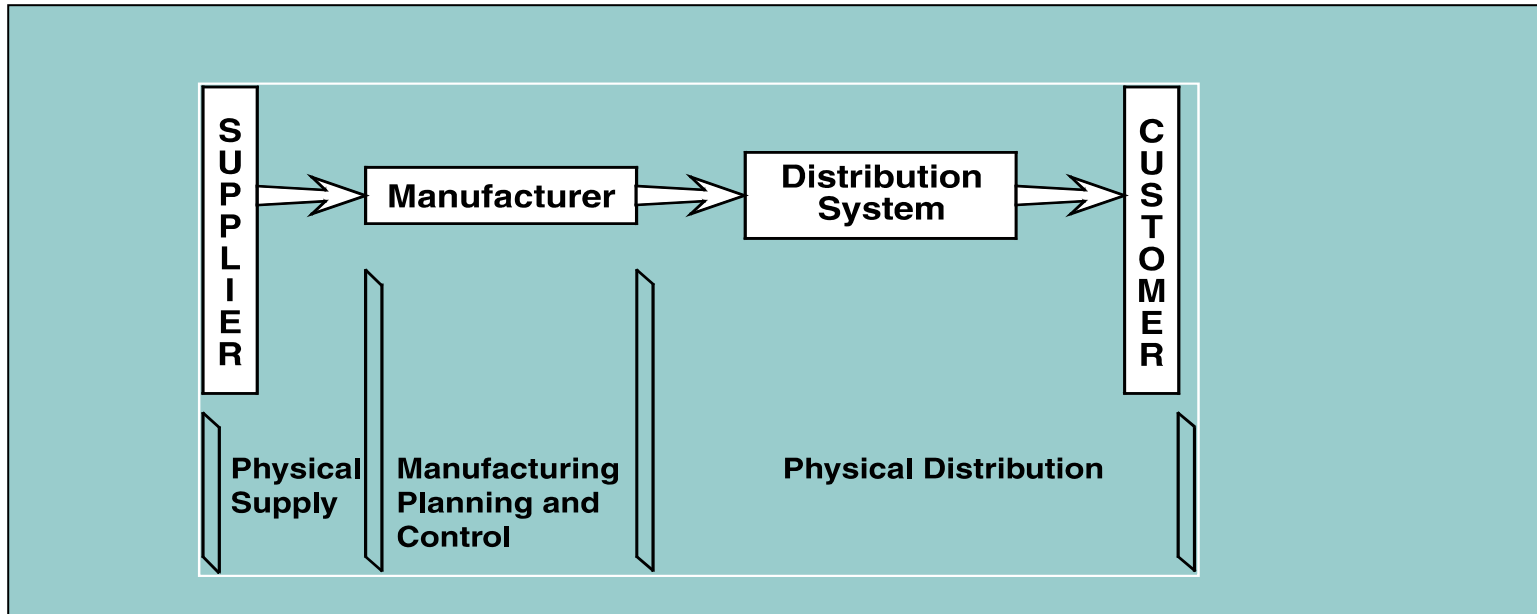 SUPPLIER
Manufacturer
Distribution
System
CUSTOMER
Physical
Supply
Manufacturing
Planning and
Control
Physical Distribution